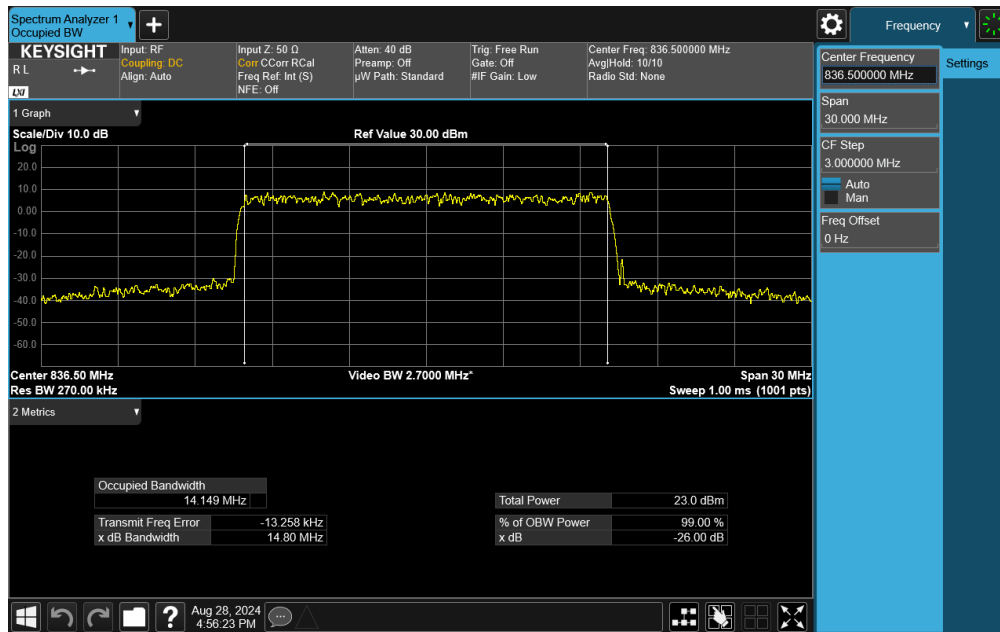 Spectrum Analyzer 1
Occupied BW
Frequency
KEYSIGHT
R L
LXI
Input: RF
Coupling: DC
Align: Auto
Input Z: 50 Ω
Corr CCorr RCal
Freq Ref: Int (S)
NFE: Off
Atten: 40 dB
Preamp: Off
µW Path: Standard
Trig: Free Run
Gate: Off
#IF Gain: Low
Center Freq: 836.500000 MHz
Avg|Hold: 10/10
Radio Std: None
Center Frequency
836.500000 MHz
Settings
Span
30.000 MHz
CF Step
3.000000 MHz
Auto
Man
Freq Offset
0 Hz
1 Graph
Scale/Div 10.0 dB
Ref Value 30.00 dBm
Log
20.0
10.0
0.00
-10.0
-20.0
-30.0
-40.0
-50.0
-60.0
Center 836.50 MHz
Video BW 2.7000 MHz*
Span 30 MHz
Res BW 270.00 kHz
Sweep 1.00 ms (1001 pts)
2 Metrics
Occupied Bandwidth
14.149 MHz
Total Power 23.0 dBm
Transmit Freq Error -13.258 kHz
% of OBW Power 99.00 %
x dB Bandwidth 14.80 MHz
x dB -26.00 dB
Aug 28, 2024
4:56:23 PM